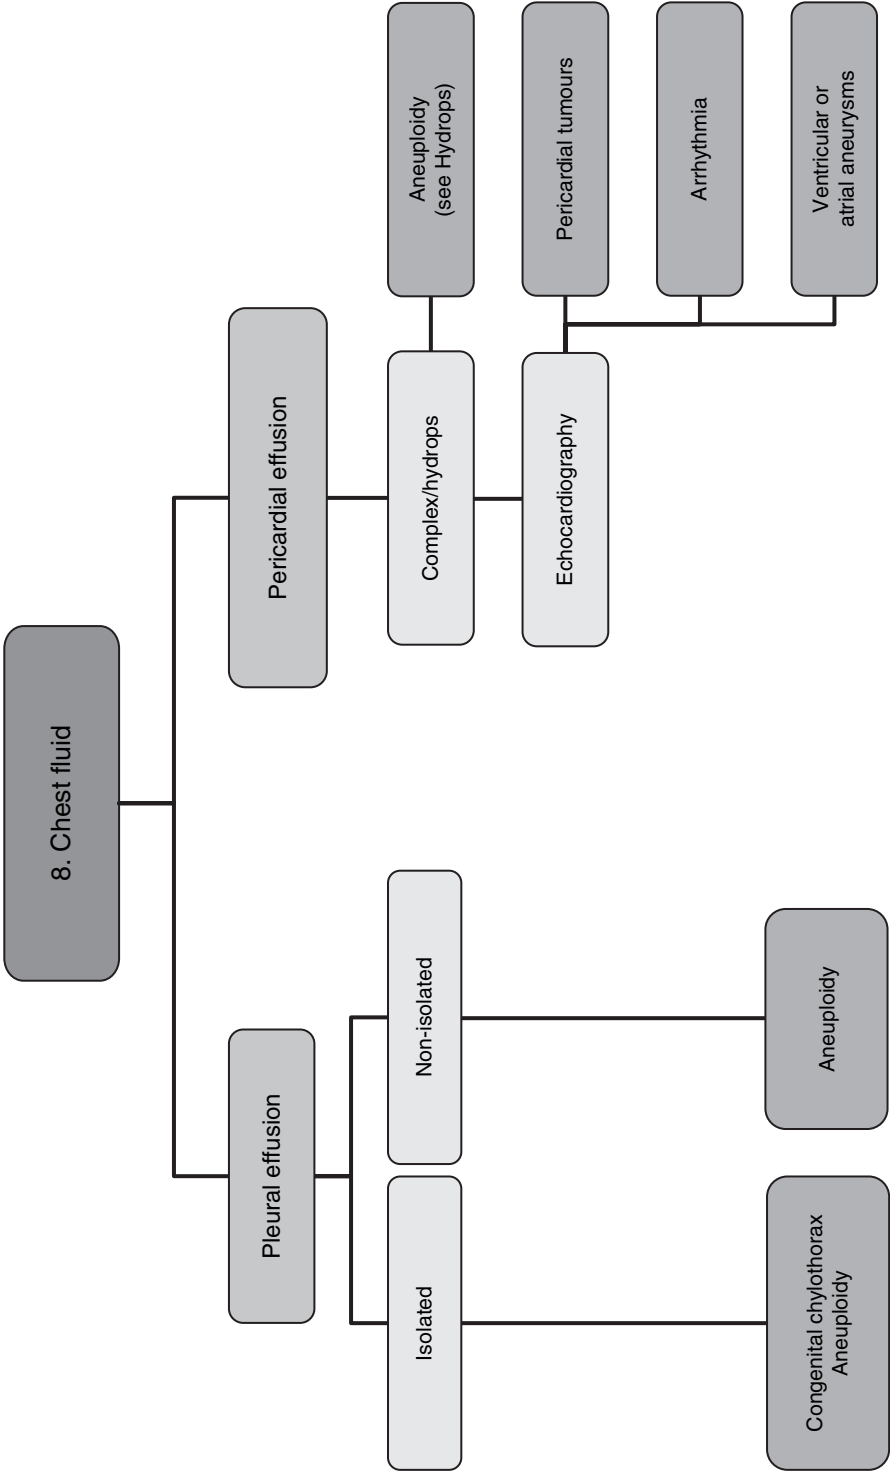 8. Chest fluid
Pleural effusion
Pericardial effusion
Isolated
Non-isolated
Complex/hydrops
Aneuploidy
(see Hydrops)
Echocardiography
Pericardial tumours
Arrhythmia
Ventricular or
atrial aneurysms
Congenital chylothorax
Aneuploidy
Aneuploidy